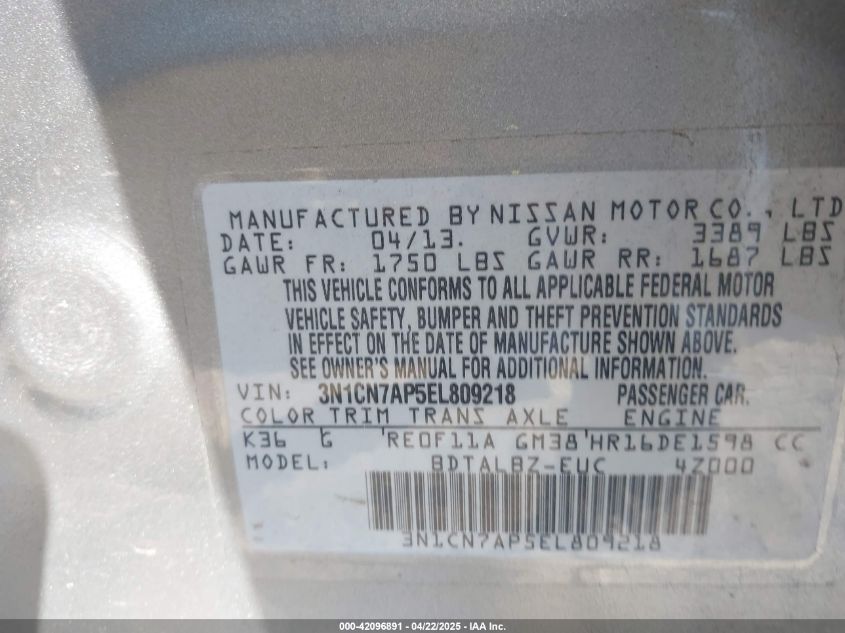 MANUFACTURED BY NISSAN MOTOR CO., LTD
DATE: 04/13. GVWR: 3389 LBS
GAWR FR: 1750 LBS GAWR RR: 1687 LBS
THIS VEHICLE CONFORMS TO ALL APPLICABLE FEDERAL MOTOR
VEHICLE SAFETY, BUMPER AND THEFT PREVENTION STANDARDS
IN EFFECT ON THE DATE OF MANUFACTURE SHOWN ABOVE.
SEE OWNER'S MANUAL FOR ADDITIONAL INFORMATION.
VIN: 3N1CN7AP5EL809218 PASSENGER CAR.
COLOR TRIM TRANS AXLE ENGINE
K36 G RE0F11A GM38 HR16DE1598 CC
MODEL: BDTALBZ-EUC 4Z000
3N1CN7AP5EL809218
000-42096891 - 04/22/2025 - IAA Inc.